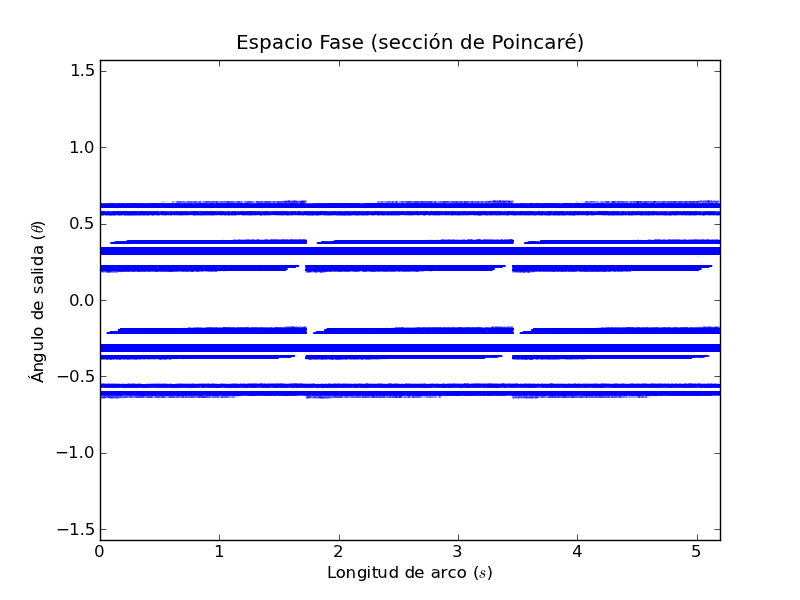 Espacio Fase (sección de Poincaré)
1.5
1.0
0.5
0.0
−0.5
−1.0
−1.5
Ángulo de salida (θ)
0 1 2 3 4 5
Longitud de arco (s)